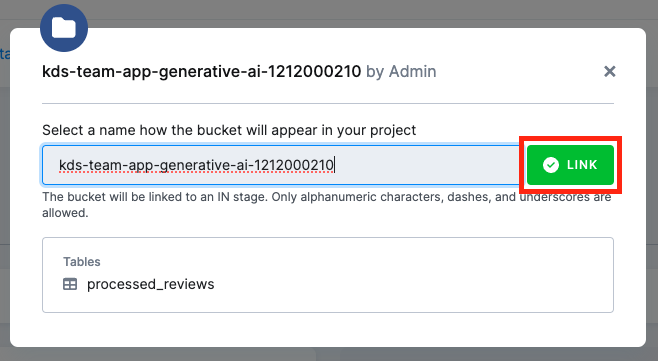 kds-team-app-generative-ai-1212000210 by Admin
Select a name how the bucket will appear in your project
kds-team-app-generative-ai-1212000210
LINK
The bucket will be linked to an IN stage. Only alphanumeric characters, dashes, and underscores are
allowed.
Tables
processed_reviews